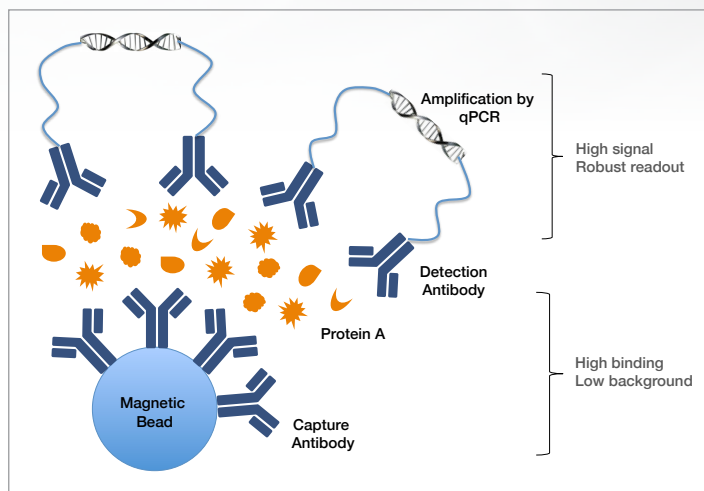 Amplification by
qPCR
High signal
Robust readout
Detection
Antibody
Protein A
High binding
Low background
Magnetic
Bead
Capture
Antibody